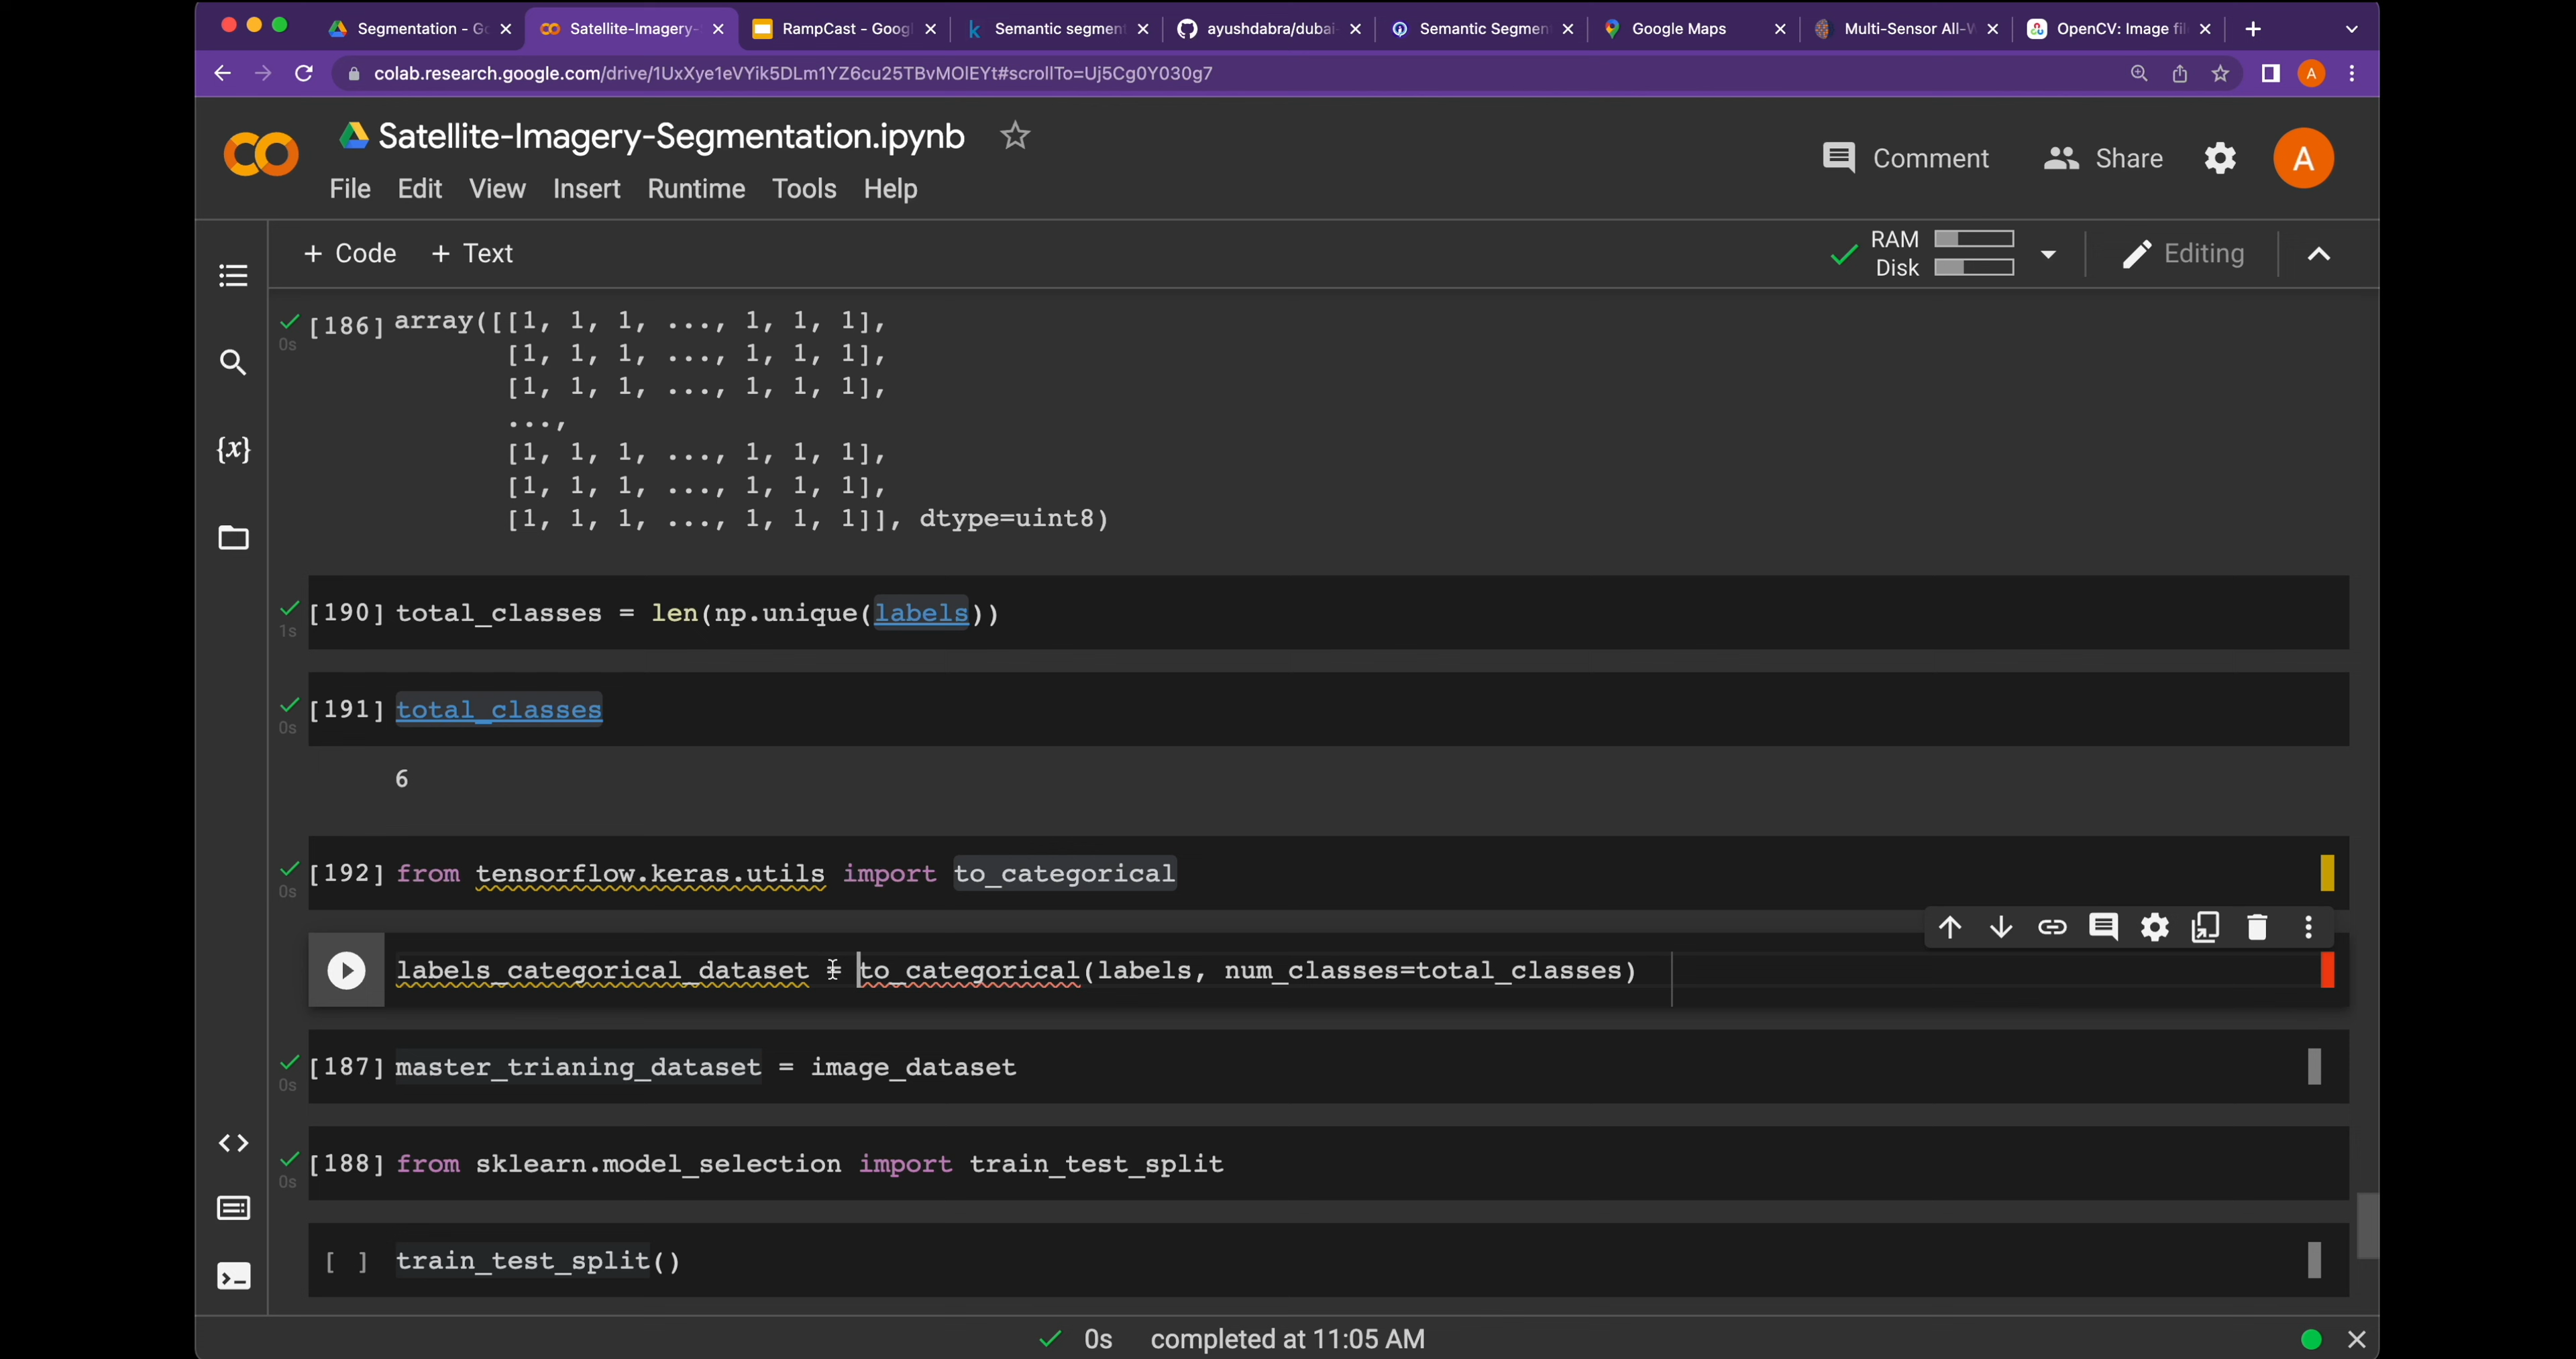 Segmentation - Go
Satellite-Imagery-
RampCast - Googl
Semantic segment
ayushdabra/dubai-
Semantic Segmen
Google Maps
Multi-Sensor All-W
OpenCV: Image fil
colab.research.google.com/drive/1UxXye1eVYik5DLm1YZ6cu25TBvMOlEYt#scrollTo=Uj5Cg0Y030g7
A
Satellite-Imagery-Segmentation.ipynb
Comment
Share
A
File Edit View Insert Runtime Tools Help
+ Code + Text
RAM
Disk
Editing
[186] array([[1, 1, 1, ..., 1, 1, 1],
0s
[1, 1, 1, ..., 1, 1, 1],
[1, 1, 1, ..., 1, 1, 1],
...,
[1, 1, 1, ..., 1, 1, 1],
[1, 1, 1, ..., 1, 1, 1],
[1, 1, 1, ..., 1, 1, 1]], dtype=uint8)
[190] total_classes = len(np.unique(labels))
1s
[191] total_classes
0s
6
[192] from tensorflow.keras.utils import to_categorical
0s
labels_categorical_dataset = to_categorical(labels, num_classes=total_classes)
[187] master_trianing_dataset = image_dataset
0s
[188] from sklearn.model_selection import train_test_split
0s
[ ] train_test_split()
0s completed at 11:05 AM